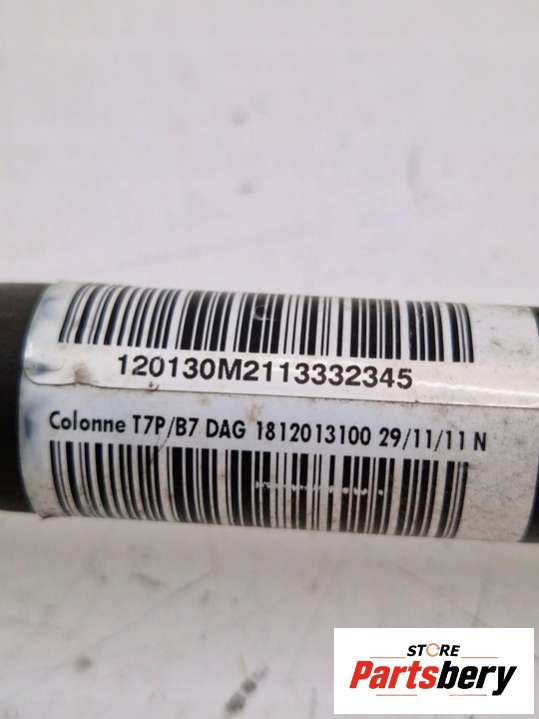 120130M2113332345
Colonne T7P/B7 DAG 1812013100 29/11/11 N
STORE
Partsbery